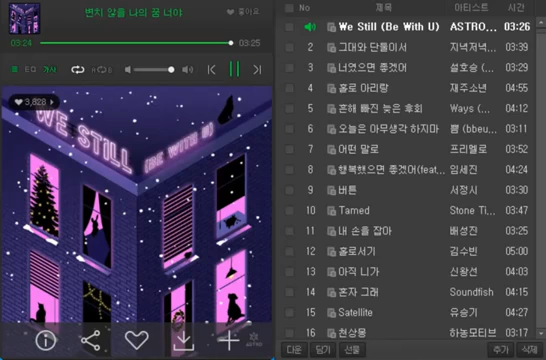 변치 않을 나의 꿈 너야
좋아요
03:24
03:25
EQ 가사
3,828
WE STILL
(BE WITH U)
No 제목 아티스트 시간
We Still (Be With U) ASTRO... 03:26
2 그대와 단둘이서 지녁저녁... 03:39
3 너였으면 좋겠어 설호승 (... 03:29
4 홀로 아리랑 재주소년 04:55
5 흔해 빠진 늦은 후회 Ways (... 04:12
6 오늘은 아무생각 하지마 쁨 (bbeu... 03:11
7 어떤 말로 프리엘로 03:52
8 행복했으면 좋겠어(feat,... 임세진 04:24
9 버튼 서정시 03:30
10 Tamed Stone Ti... 03:47
11 내 손을 잡아 배성진 03:25
12 홀로서기 김수빈 05:00
13 아직 니가 신왕선 04:03
14 혼자 그래 Soundfish 04:15
15 Satellite 유승기 04:27
16 천상몽 하농모티브 03:17
다운 담기 선물 추가 삭제